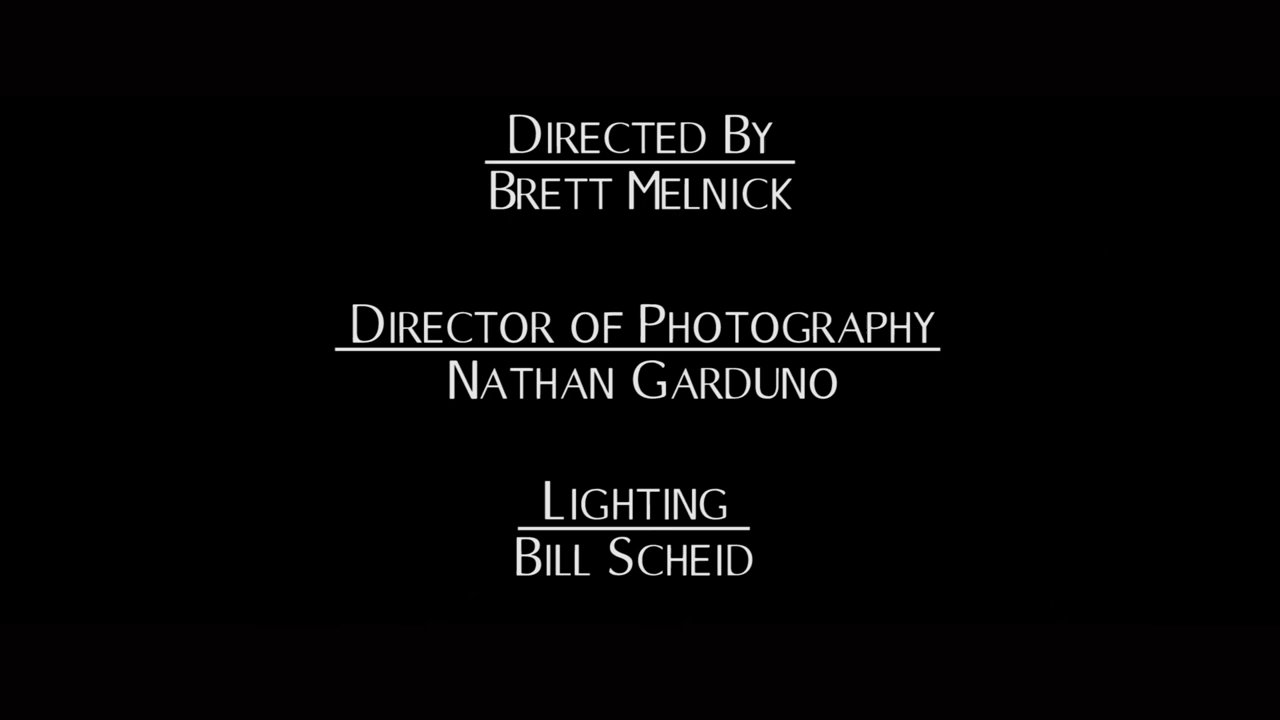 Directed By
Brett Melnick
Director of Photography
Nathan Garduno
Lighting
Bill Scheid